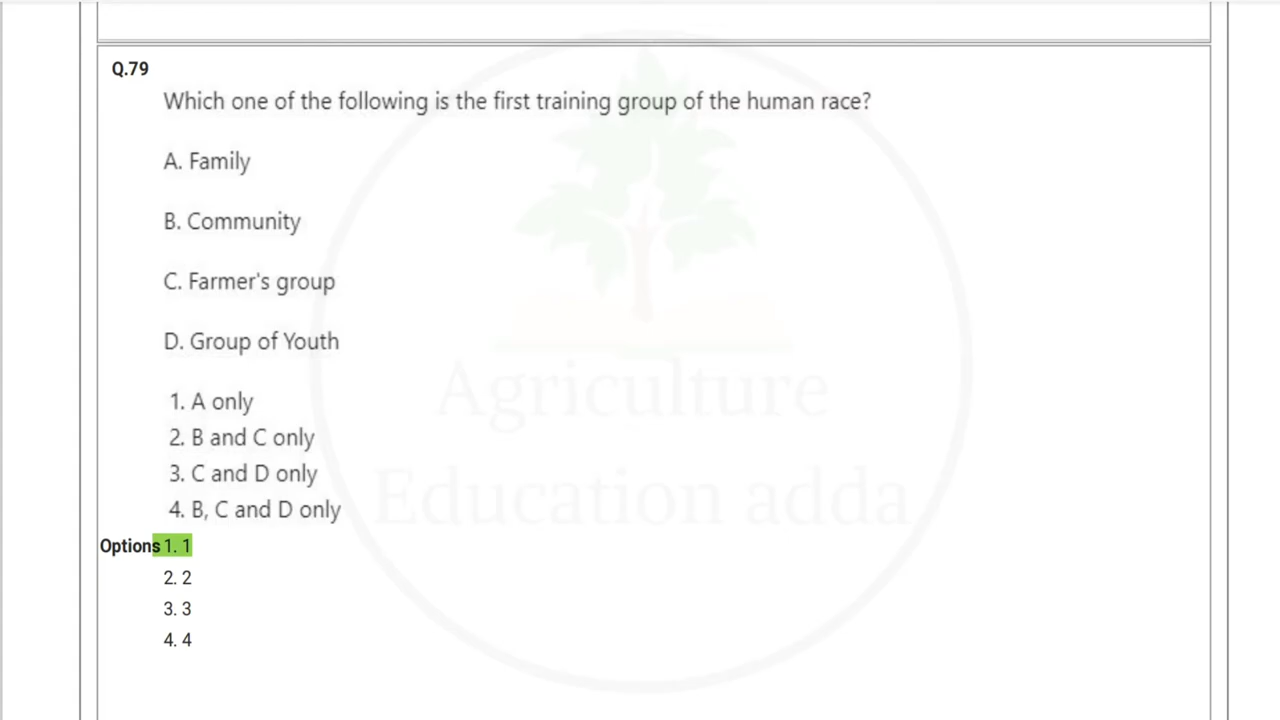 Q.79
Which one of the following is the first training group of the human race?
A. Family
B. Community
C. Farmer's group
D. Group of Youth
1. A only
2. B and C only
3. C and D only
4. B, C and D only
Options 1. 1
2. 2
3. 3
4. 4
Agriculture
Education adda